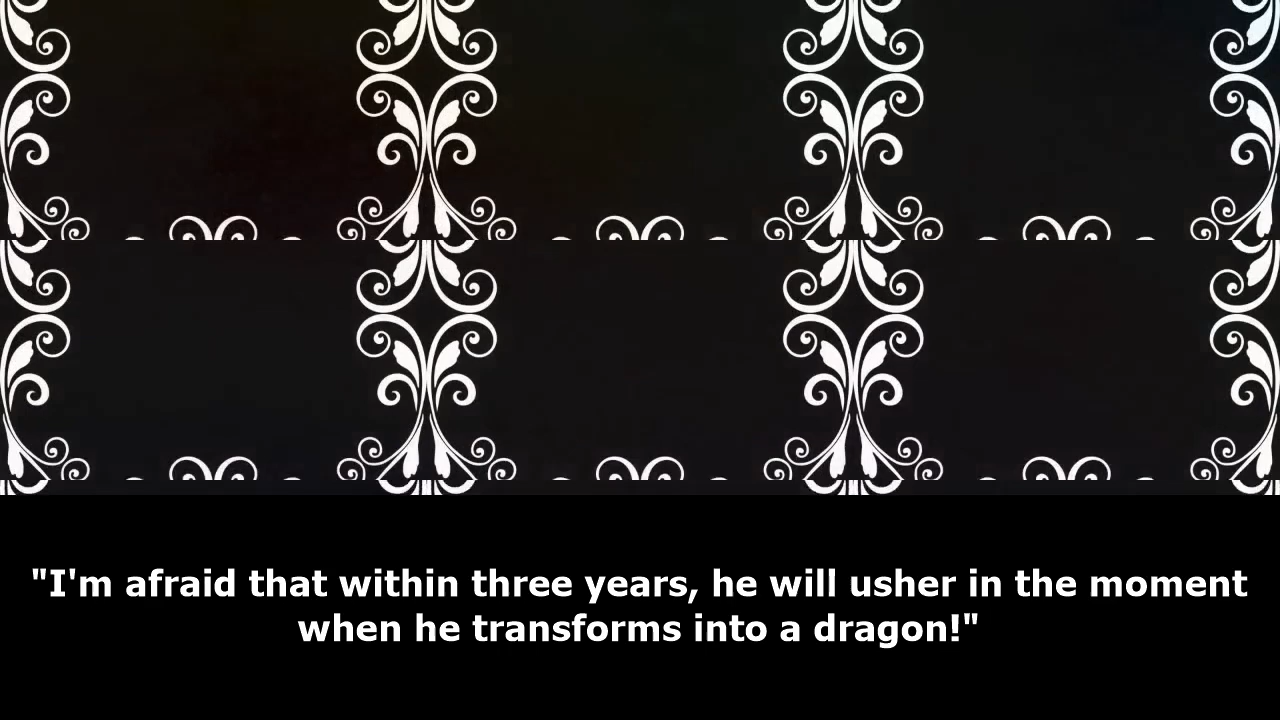 "I'm afraid that within three years, he will usher in the moment
when he transforms into a dragon!"